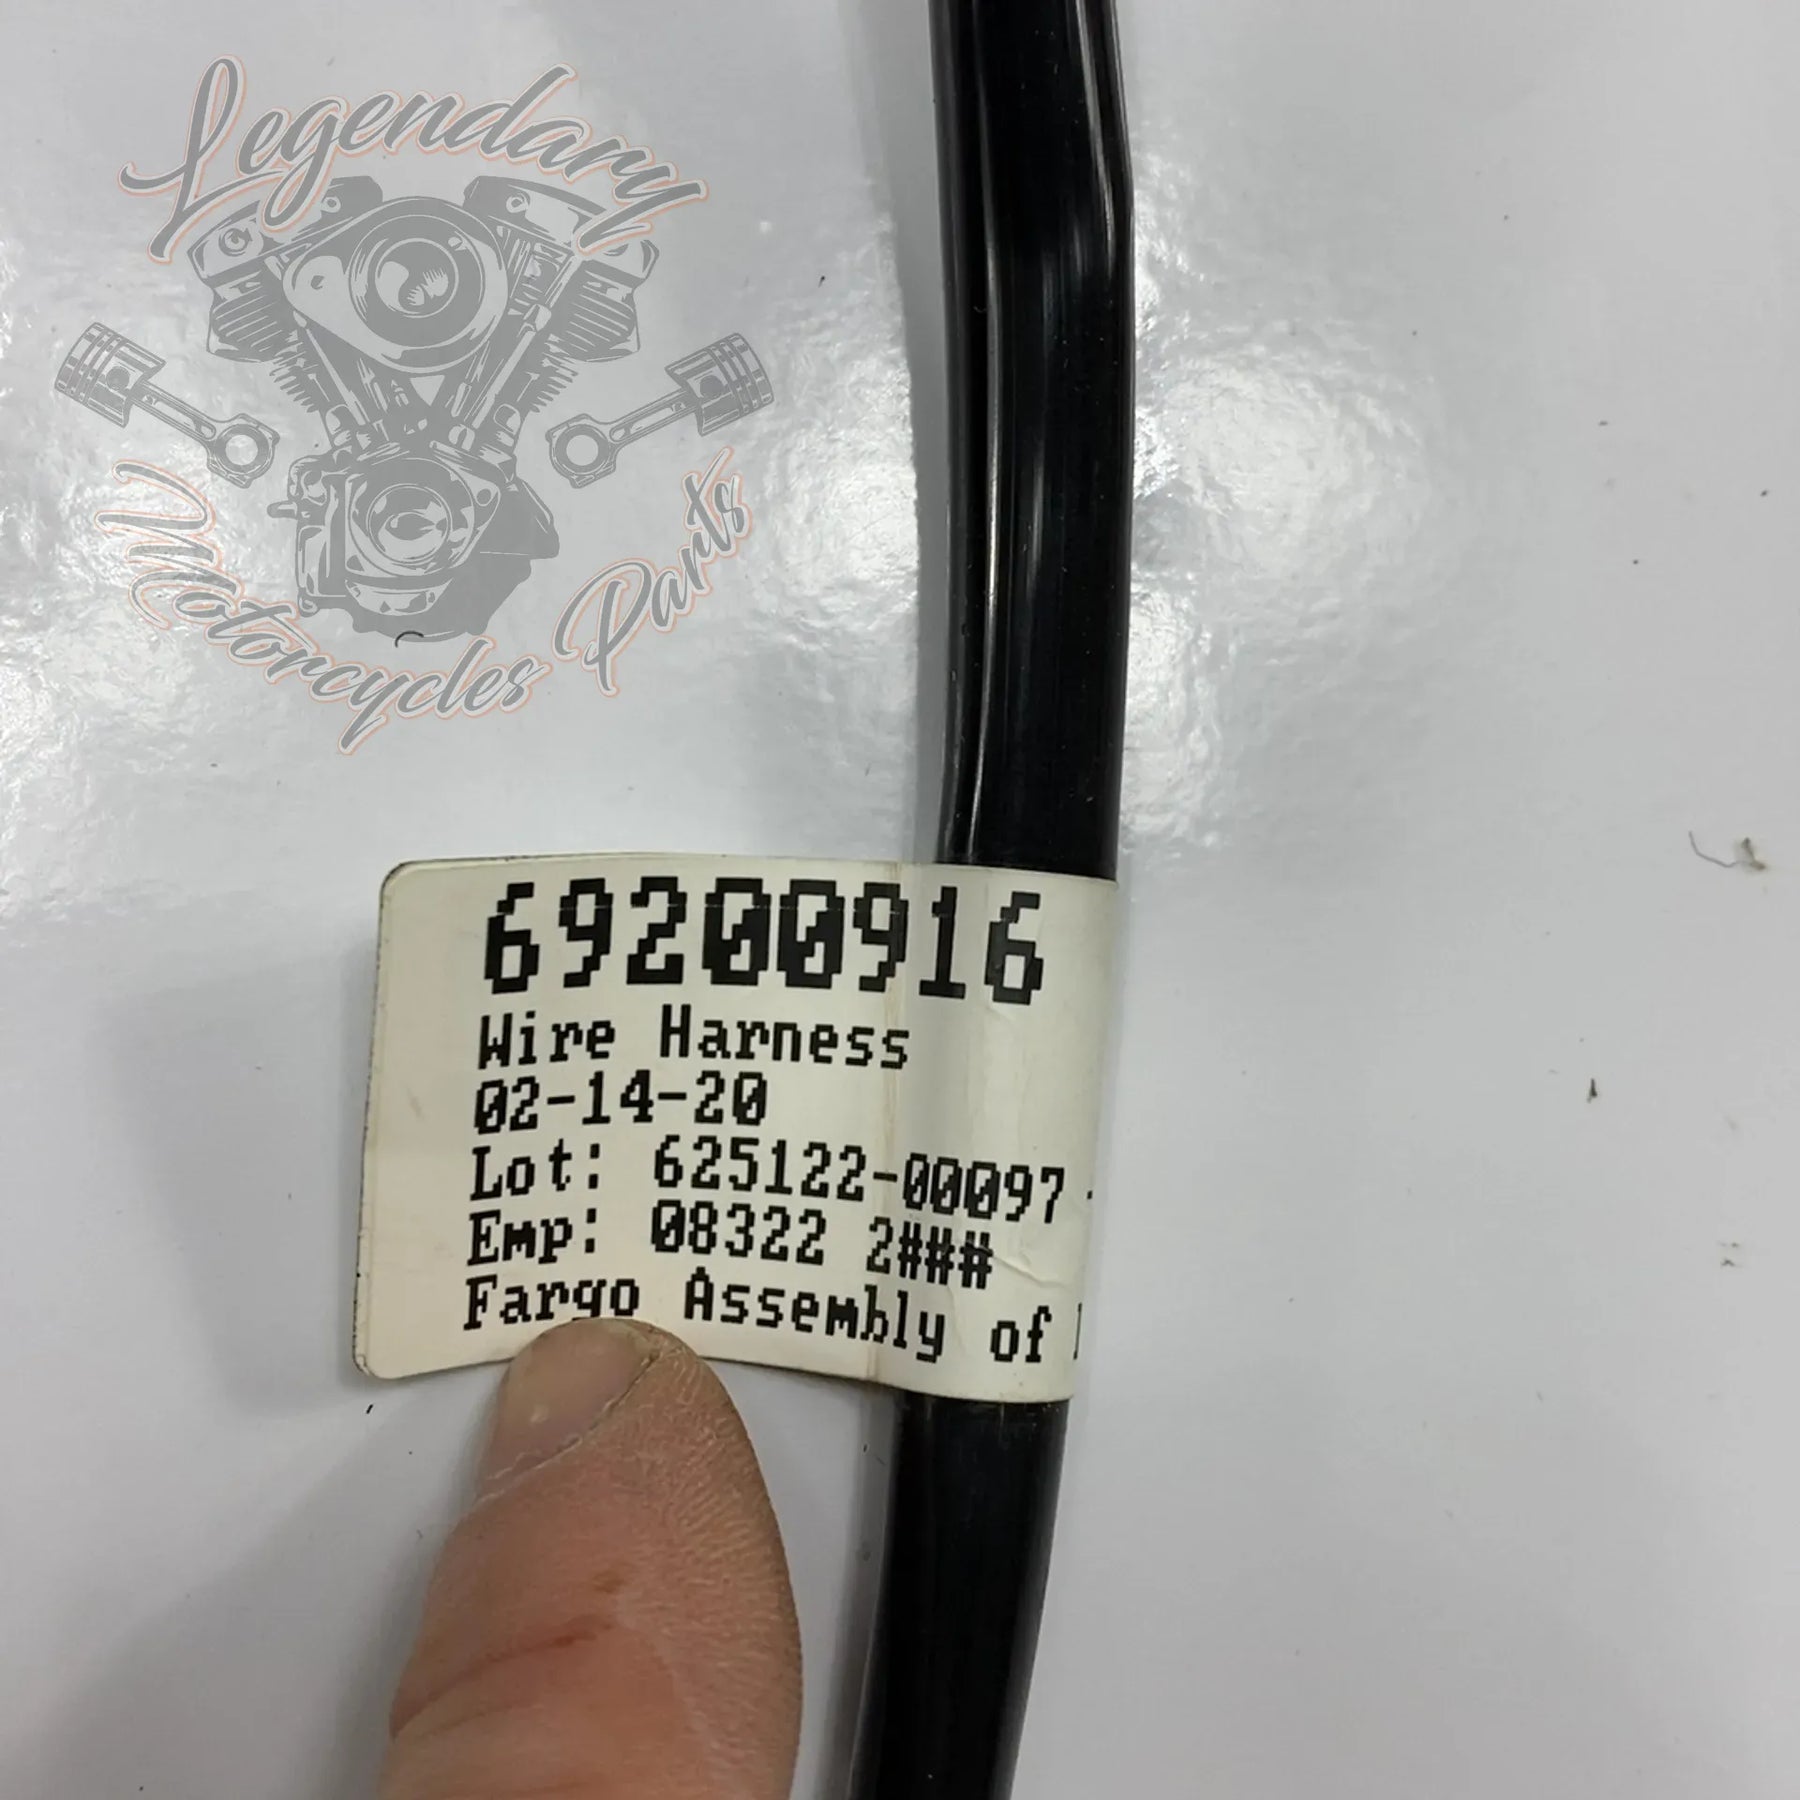 Legendary
Motorcycles Parts
69200916
Wire Harness
02-14-20
Lot: 625122-00097 -
Emp: 08322 2###
Fargo Assembly of